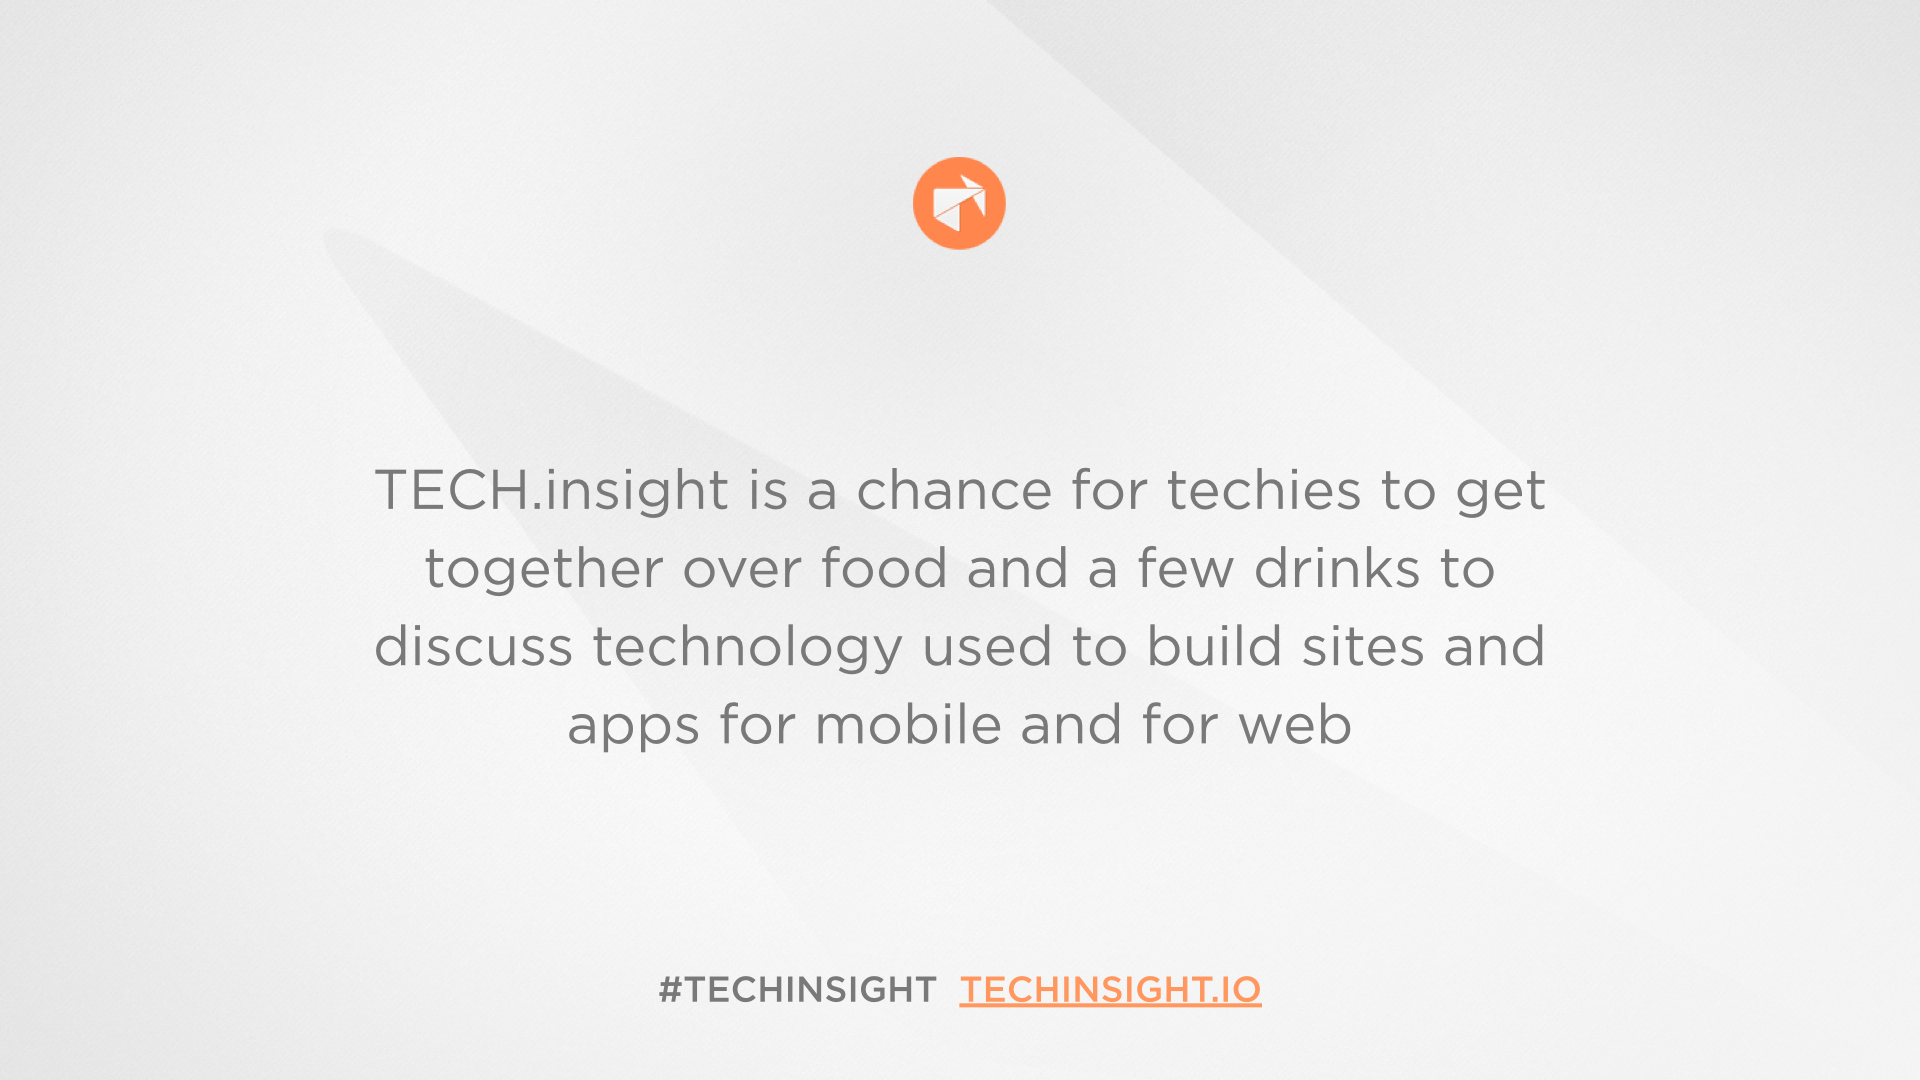 TECH.insight is a chance for techies to get
together over food and a few drinks to
discuss technology used to build sites and
apps for mobile and for web
#TECHINSIGHT TECHINSIGHT.IO